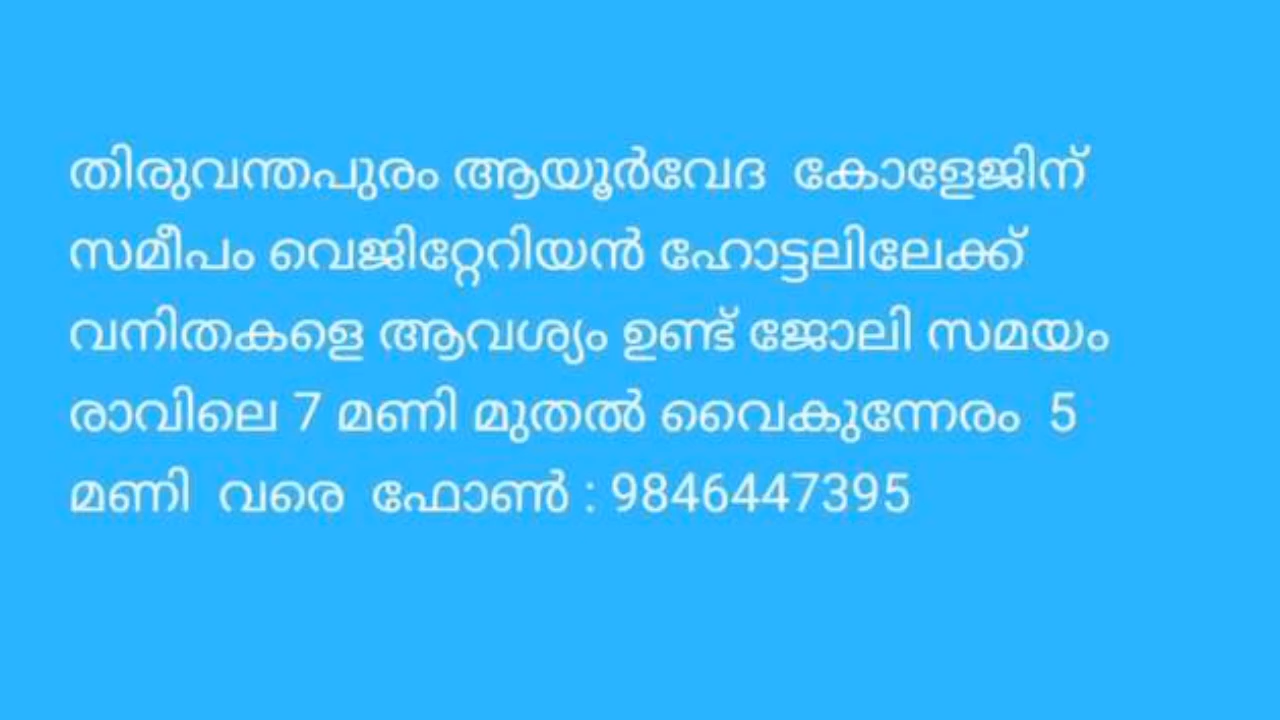 തിരുവന്തപുരം ആയൂർവേദ കോളേജിന്
സമീപം വെജിറ്റേറിയൻ ഹോട്ടലിലേക്ക്
വനിതകളെ ആവശ്യം ഉണ്ട് ജോലി സമയം
രാവിലെ 7 മണി മുതൽ വൈകുന്നേരം 5
മണി വരെ ഫോൺ : 9846447395